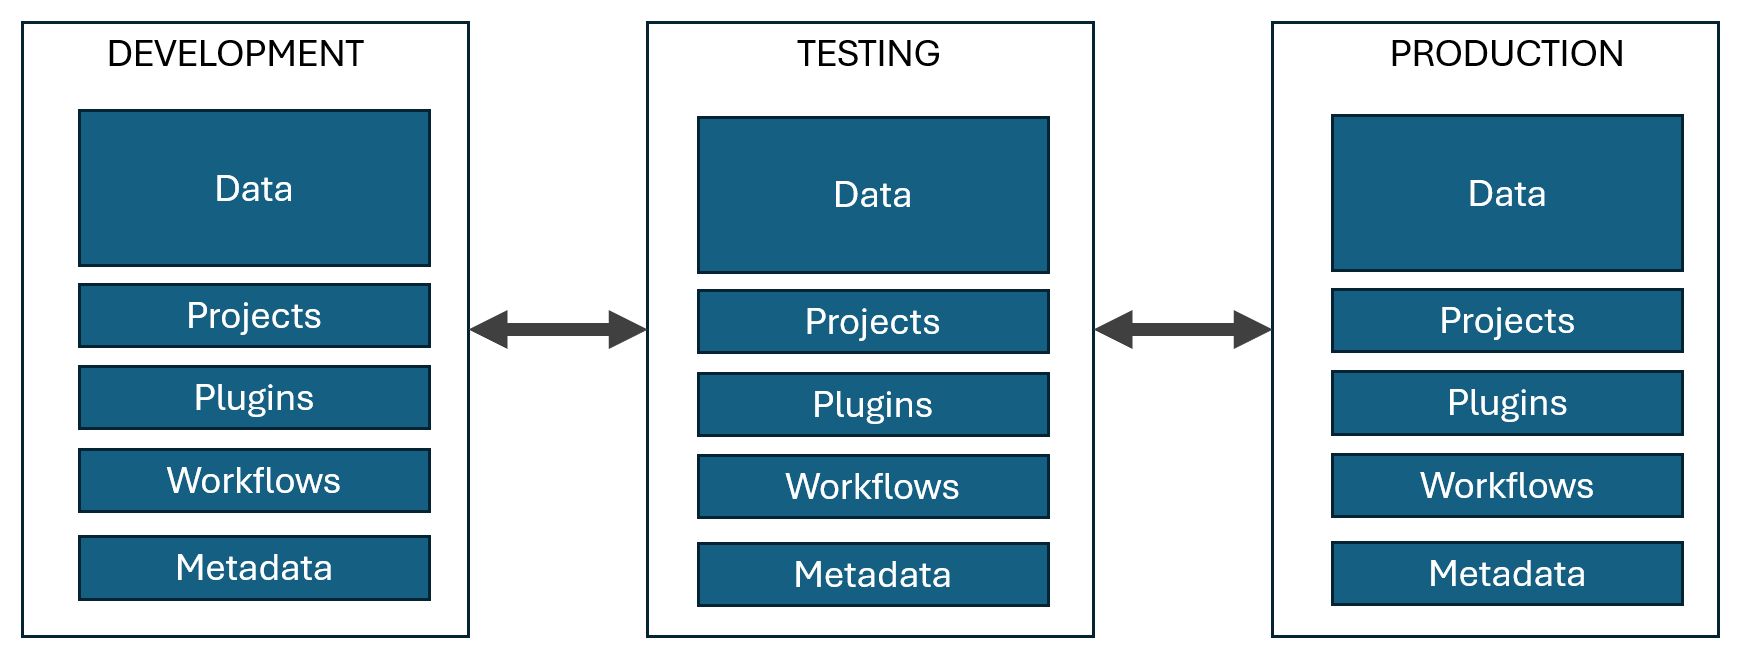 DEVELOPMENT
Data
Projects
Plugins
Workflows
Metadata
TESTING
Data
Projects
Plugins
Workflows
Metadata
PRODUCTION
Data
Projects
Plugins
Workflows
Metadata